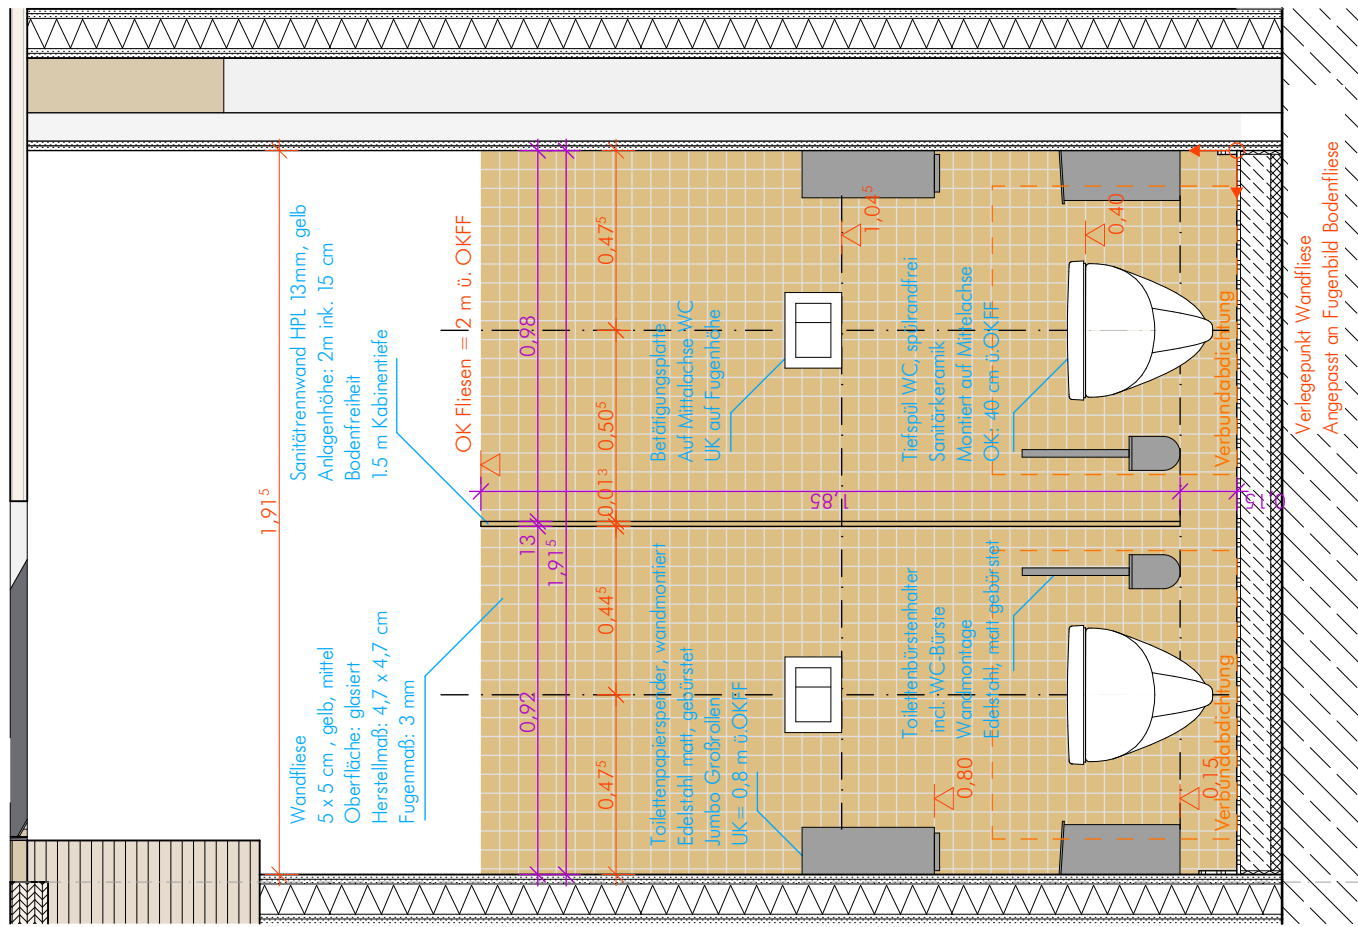 Wandfliese
5 x 5 cm , gelb, mittel
Oberfläche: glasiert
Herstellmaß: 4,7 x 4,7 cm
Fugenmaß: 3 mm
Sanitätrennwand HPL 13mm, gelb
Anlagenhöhe: 2m ink. 15 cm
Bodenfreiheit
1.5 m Kabinentiefe
1,91⁵
OK Fliesen =2 m ü. OKFF
0,92
13
0,98
1,91⁵
0,47⁵
0,44⁵
0,01³
0,50⁵
0,47⁵
Toilettenpapierspender, wandmontiert
Edelstahl matt, gebürstet
Jumbo Großrollen
UK= 0,8 m ü.OKFF
Betätigungsplatte
Auf Mittalachse WC
UK auf Fugenhöhe
1,85
1,04⁵
Toilettenbürstenhalter
incl. WC-Bürste
Wandmontage
Edelstahl, matt gebürstet
Tiefspül WC, spülrandfrei
Sanitärkeramik
Montiert auf Mittelachse
OK: 40 cm ü.OKFF
0,80
0,40
0,15
0,15
Verbundabdichtung
Verbundabdichtung
Verlegepunkt Wandfliese
Angepasst an Fugenbild Bodenfliese